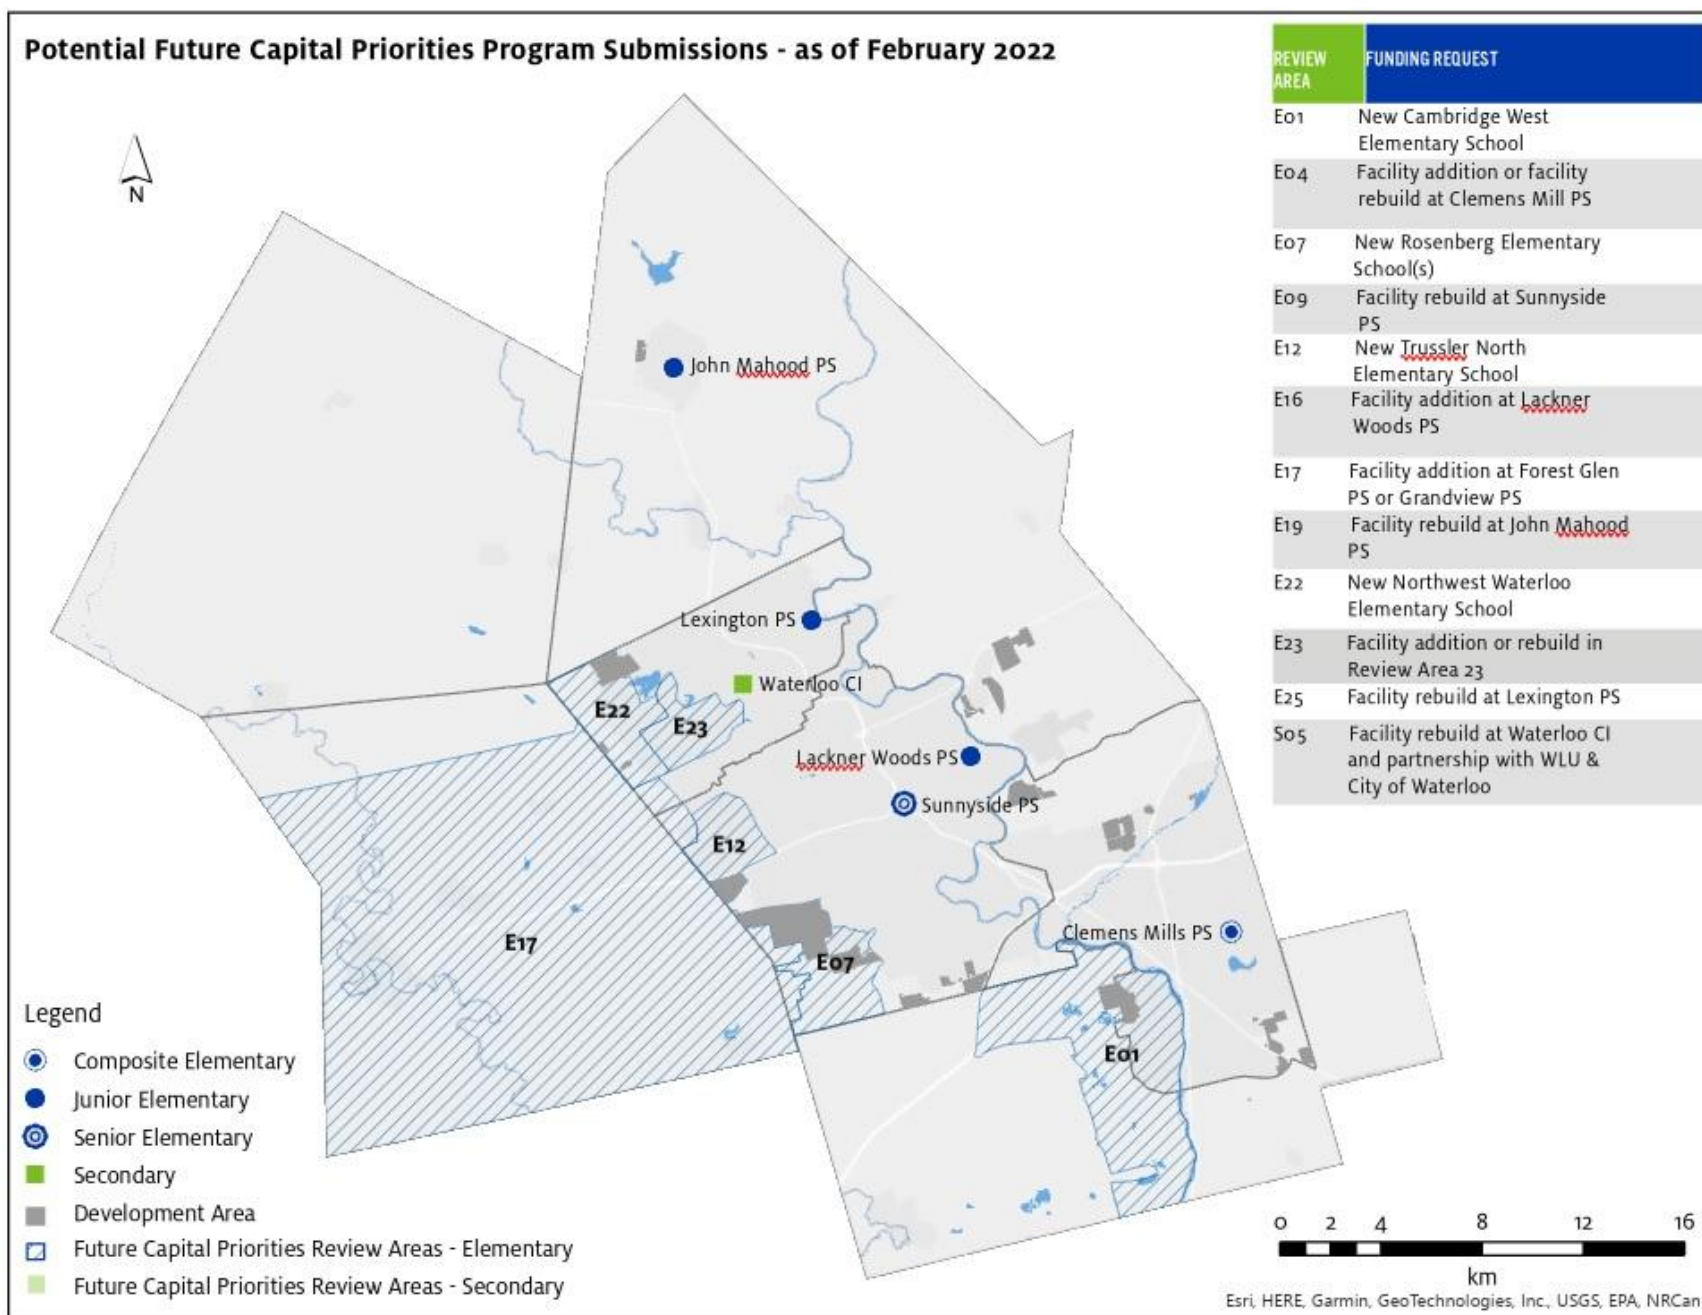 Potential Future Capital Priorities Program Submissions - as of February 2022
N
REVIEW
AREA
FUNDING REQUEST
E01 New Cambridge West
Elementary School
E04 Facility addition or facility
rebuild at Clemens Mill PS
E07 New Rosenberg Elementary
School(s)
E09 Facility rebuild at Sunnyside
PS
E12 New Trussler North
Elementary School
E16 Facility addition at Lackner
Woods PS
E17 Facility addition at Forest Glen
PS or Grandview PS
E19 Facility rebuild at John Mahood
PS
E22 New Northwest Waterloo
Elementary School
E23 Facility addition or rebuild in
Review Area 23
E25 Facility rebuild at Lexington PS
S05 Facility rebuild at Waterloo CI
and partnership with WLU &
City of Waterloo
John Mahood PS
Lexington PS
Waterloo CI
E22
E23
Lackner Woods PS
Sunnyside PS
E12
Clemens Mills PS
E17
E07
E01
Legend
Composite Elementary
Junior Elementary
Senior Elementary
Secondary
Development Area
Future Capital Priorities Review Areas - Elementary
Future Capital Priorities Review Areas - Secondary
0 2 4 8 12 16
km
Esri, HERE, Garmin, GeoTechnologies, Inc., USGS, EPA, NRCan